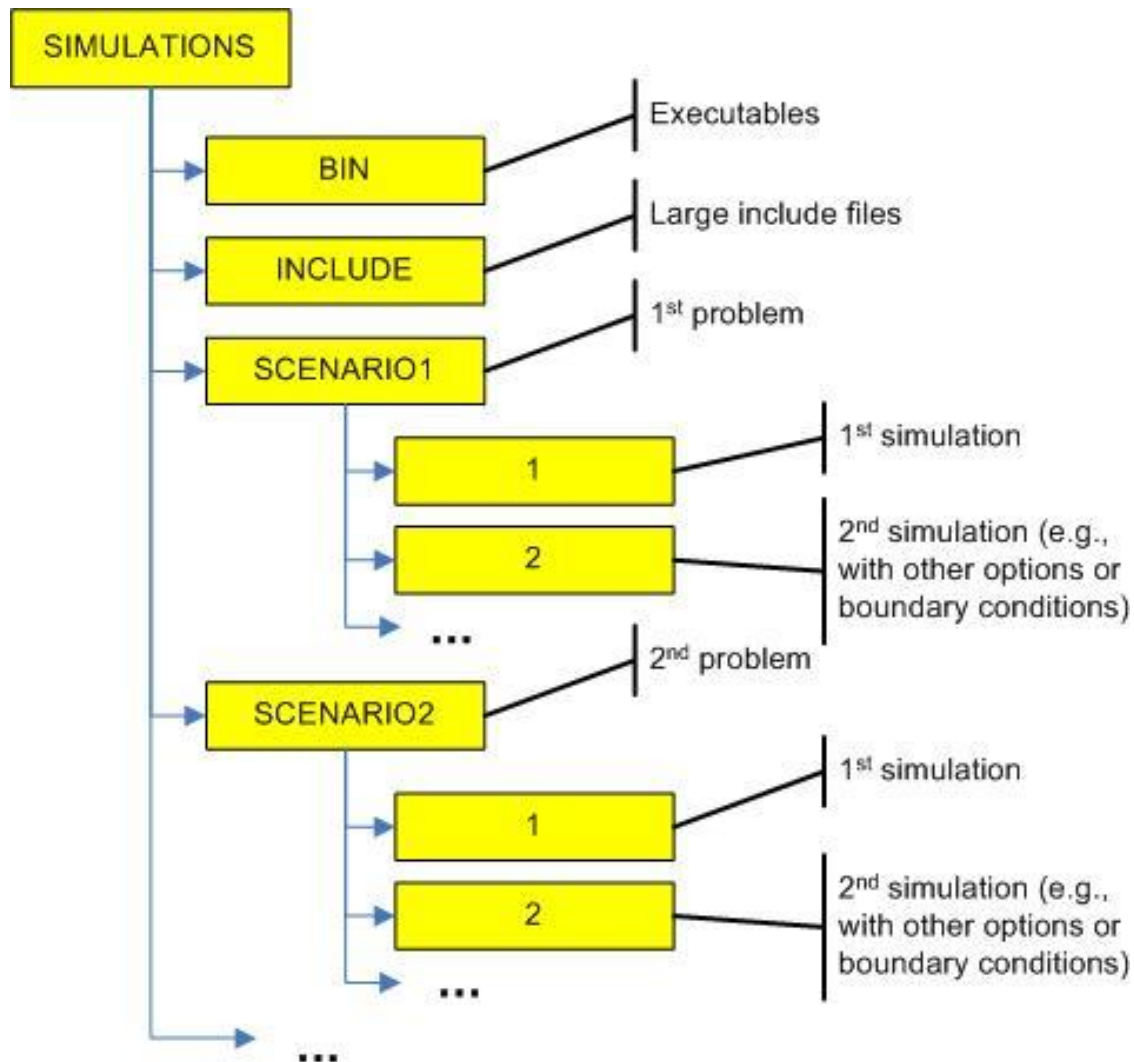 SIMULATIONS
Executables
BIN
Large include files
INCLUDE
1st problem
SCENARIO1
1st simulation
1
2nd simulation (e.g.,
with other options or
boundary conditions)
2
...
2nd problem
SCENARIO2
1st simulation
1
2nd simulation (e.g.,
with other options or
boundary conditions)
2
...
...